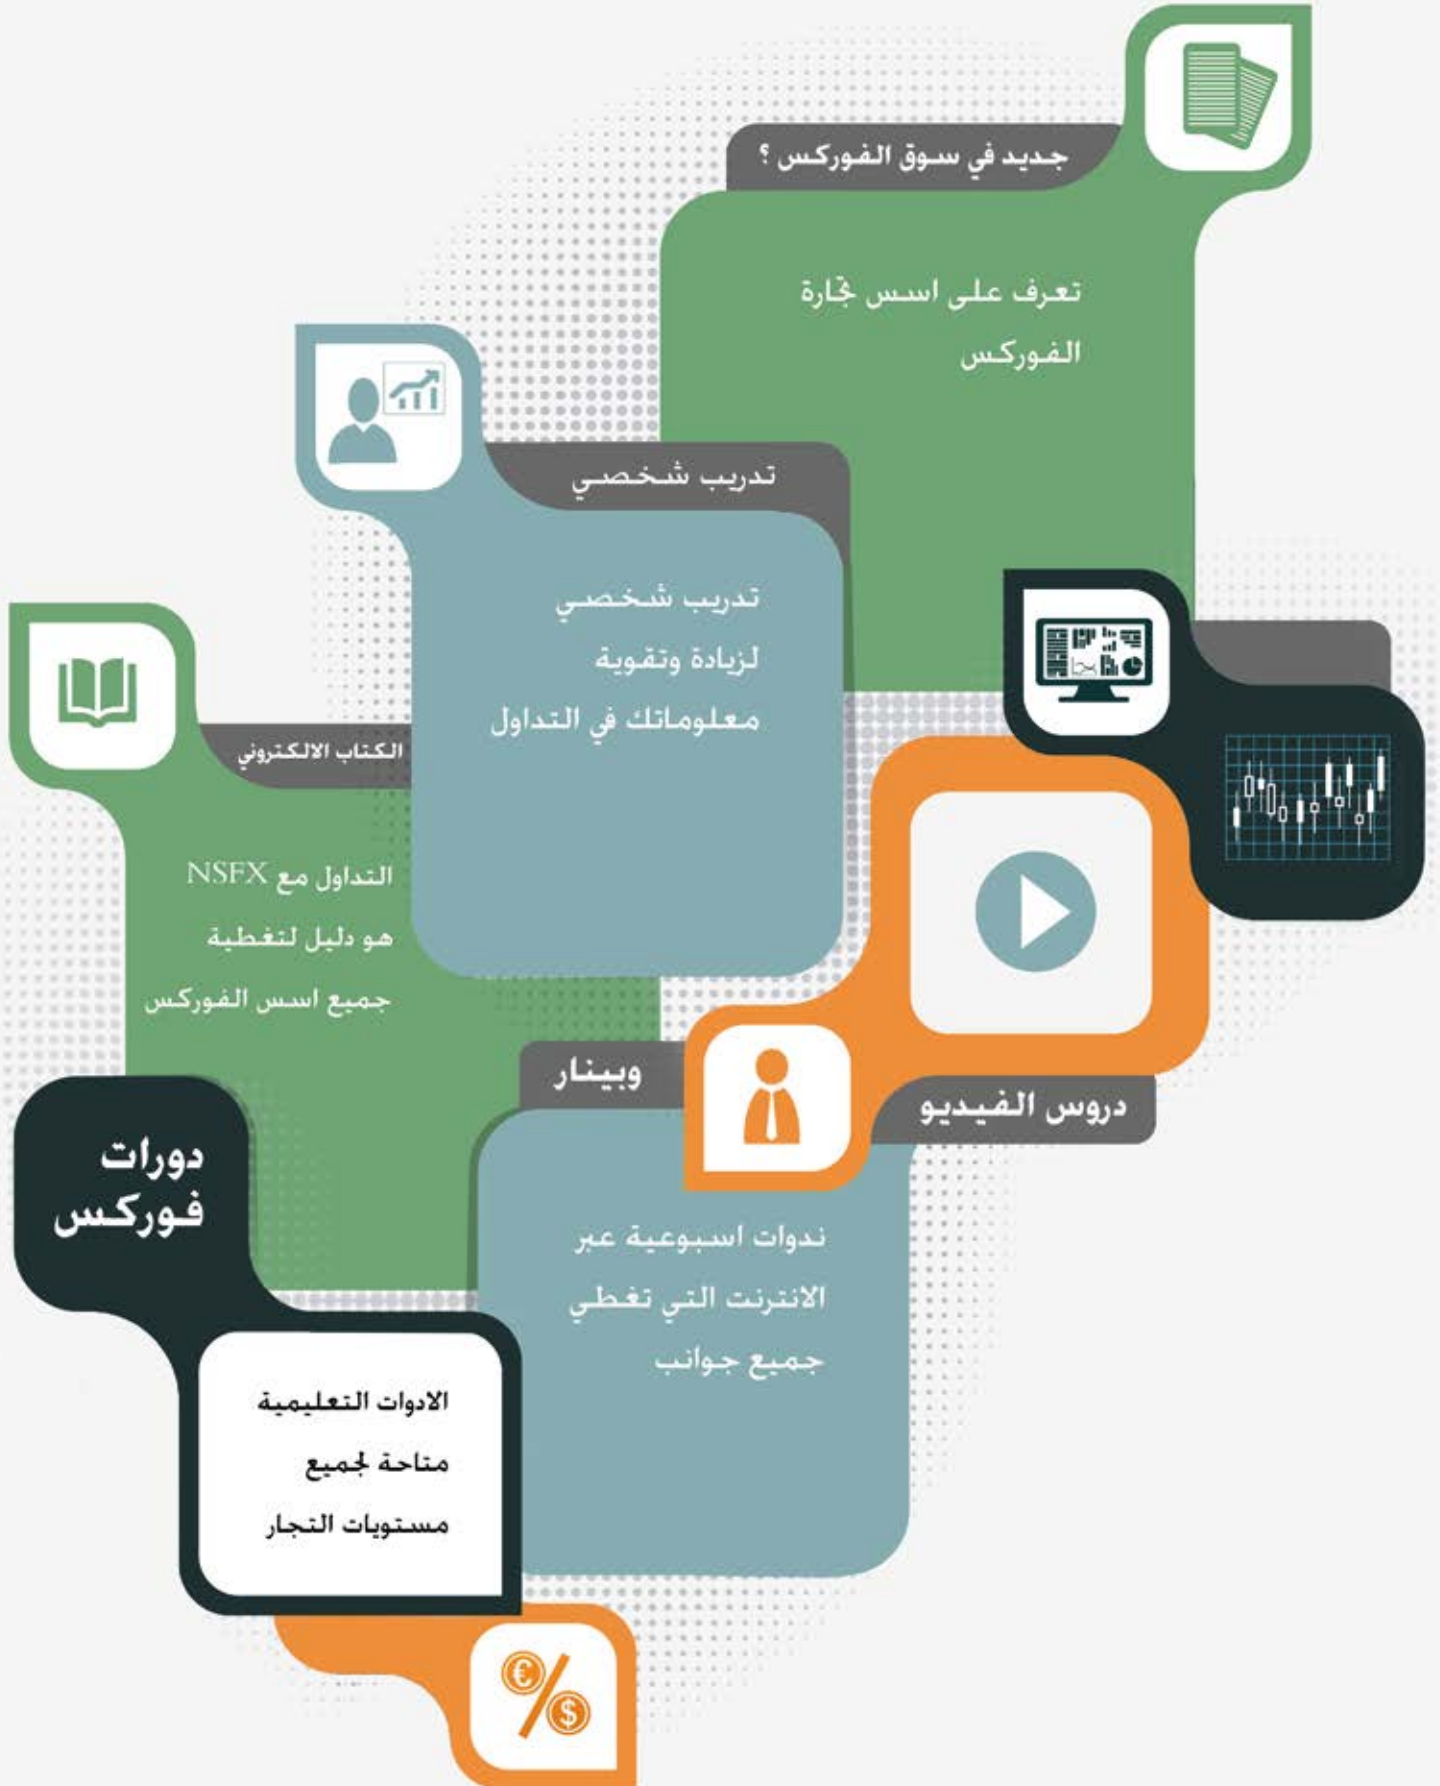 جديد في سوق الفوركس ؟
تعرف على اسس تجارة
الفوركس
تدريب شخصي
تدريب شخصي
لزيادة وتقوية
معلوماتك في التداول
الكتاب الالكتروني
التداول مع NSFX
هو دليل لتغطية
جميع اسس الفوركس
دروس الفيديو
وبينار
ندوات اسبوعية عبر
الانترنت التي تغطي
جميع جوانب
دورات
فوركس
الادوات التعليمية
متاحة لجميع
مستويات التجار
€
$